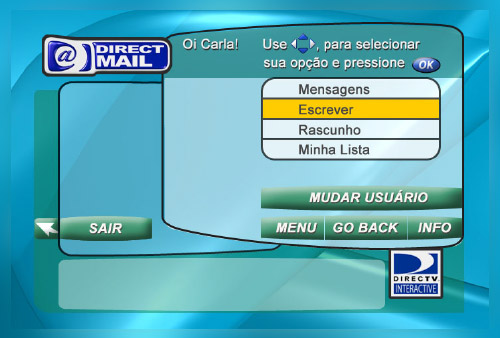 @ DIRECT MAIL
Oi Carla!
Use , para selecionar
sua opção e pressione OK
Mensagens
Escrever
Rascunho
Minha Lista
MUDAR USUÁRIO
SAIR
MENU GO BACK INFO
DIRECTV
INTERACTIVE